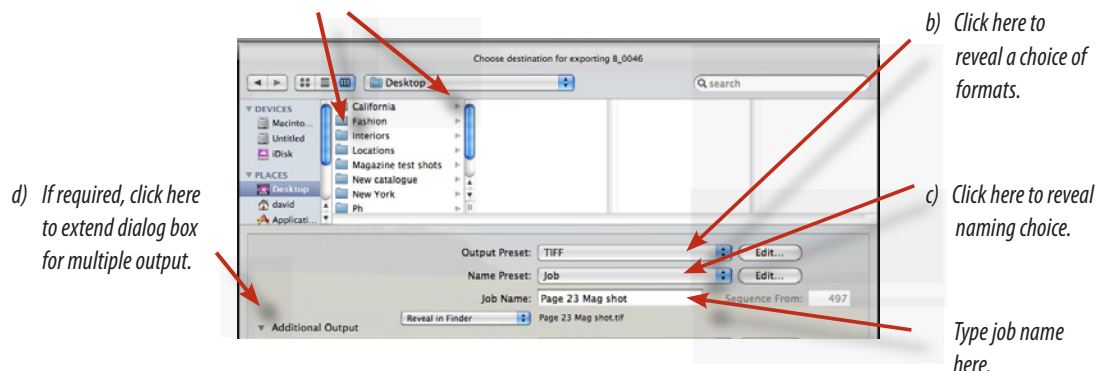 b) Click here to
reveal a choice of
formats.
Choose destination for exporting B_0046
Desktop
search
DEVICES
Macinto...
Untitled
iDisk
PLACES
Desktop
david
Applicati...
California
Fashion
Interiors
Locations
Magazine test shots
New catalogue
New York
Ph
d) If required, click here
to extend dialog box
for multiple output.
c) Click here to reveal
naming choice.
Output Preset: TIFF Edit...
Name Preset: Job Edit...
Job Name: Page 23 Mag shot Sequence From: 497
Reveal in Finder Page 23 Mag shot.tif
Additional Output
Type job name
here.